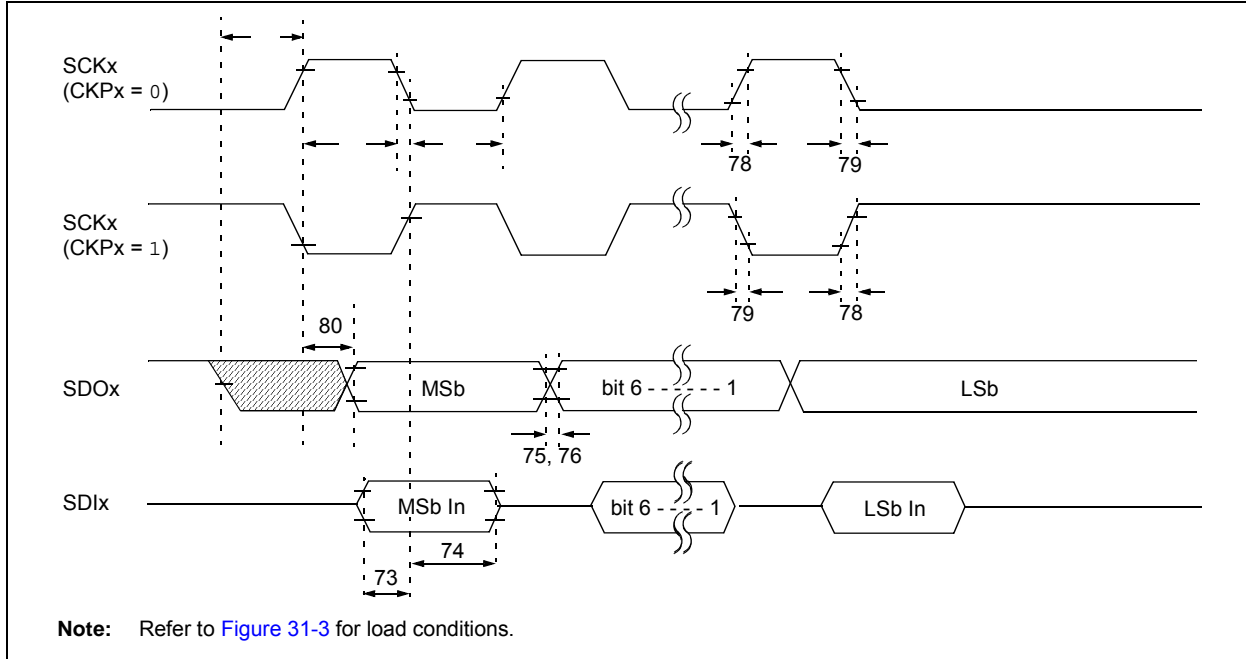 SCKx
(CKPx = 0)
78
79
SCKx
(CKPx = 1)
79
78
80
SDOx
MSb
bit 6 - - - - - - 1
LSb
75, 76
SDIx
MSb In
bit 6 - - - - 1
LSb In
74
73
Note: Refer to Figure 31-3 for load conditions.